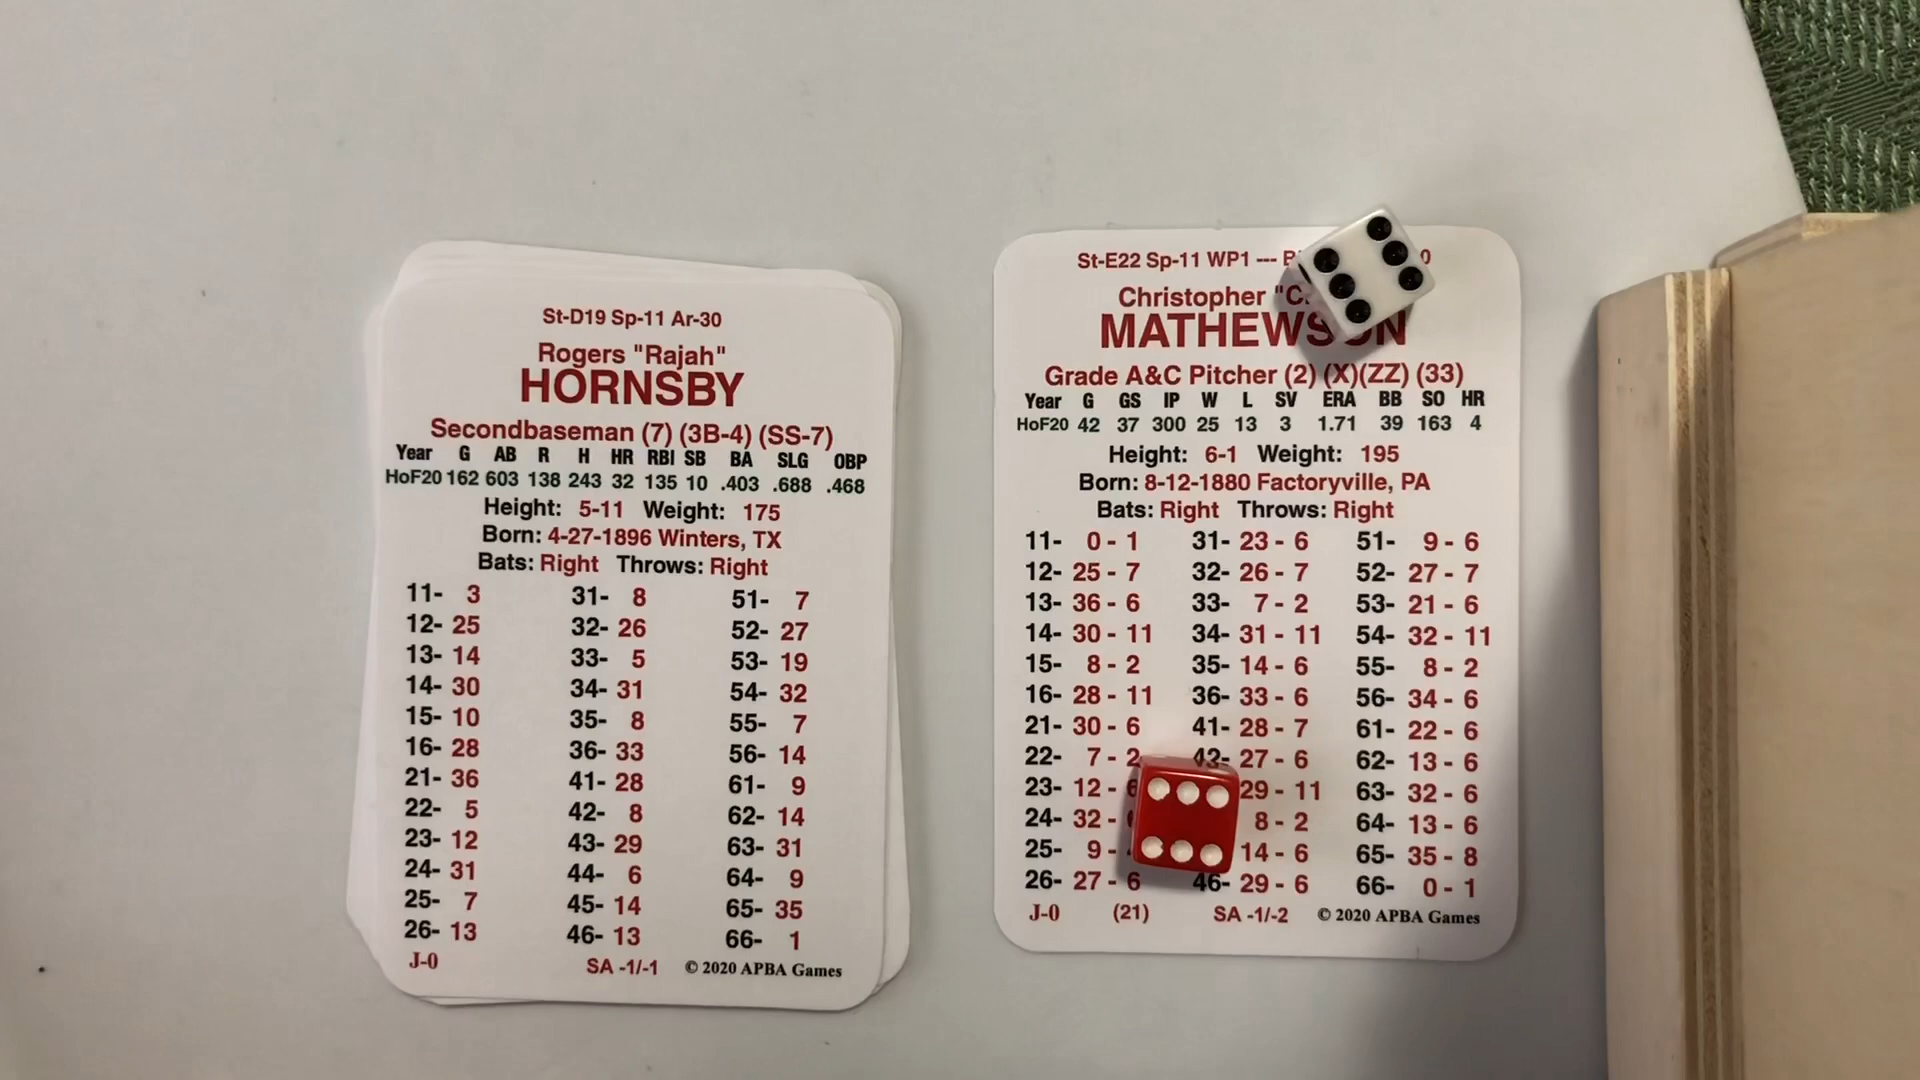 St-D19 Sp-11 Ar-30
Rogers "Rajah"
HORNSBY
Secondbaseman (7) (3B-4) (SS-7)
Year G AB R H HR RBI SB BA SLG OBP
HoF20 162 603 138 243 32 135 10 .403 .688 .468
Height: 5-11 Weight: 175
Born: 4-27-1896 Winters, TX
Bats: Right Throws: Right
11- 3 31- 8 51- 7
12- 25 32- 26 52- 27
13- 14 33- 5 53- 19
14- 30 34- 31 54- 32
15- 10 35- 8 55- 7
16- 28 36- 33 56- 14
21- 36 41- 28 61- 9
22- 5 42- 8 62- 14
23- 12 43- 29 63- 31
24- 31 44- 6 64- 9
25- 7 45- 14 65- 35
26- 13 46- 13 66- 1
J-0 SA -1/-1 © 2020 APBA Games
St-E22 Sp-11 WP1 ---
Christopher
MATHEWSON
Grade A&C Pitcher (2) (X)(ZZ) (33)
Year G GS IP W L SV ERA BB SO HR
HoF20 42 37 300 25 13 3 1.71 39 163 4
Height: 6-1 Weight: 195
Born: 8-12-1880 Factoryville, PA
Bats: Right Throws: Right
11- 0 - 1 31- 23 - 6 51- 9 - 6
12- 25 - 7 32- 26 - 7 52- 27 - 7
13- 36 - 6 33- 7 - 2 53- 21 - 6
14- 30 - 11 34- 31 - 11 54- 32 - 11
15- 8 - 2 35- 14 - 6 55- 8 - 2
16- 28 - 11 36- 33 - 6 56- 34 - 6
21- 30 - 6 41- 28 - 7 61- 22 - 6
22- 7 - 2 27 - 6 62- 13 - 6
23- 12 - 29 - 11 63- 32 - 6
24- 32 - 8 - 2 64- 13 - 6
25- 9 - 14 - 6 65- 35 - 8
26- 27 - 6 46- 29 - 6 66- 0 - 1
J-0 (21) SA -1/-2 © 2020 APBA Games